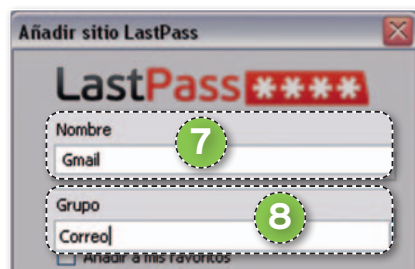 Añadir sitio LastPass
LastPass ****
Nombre
7
Gmail
Grupo
8
Correo
Añadir a mis favoritos